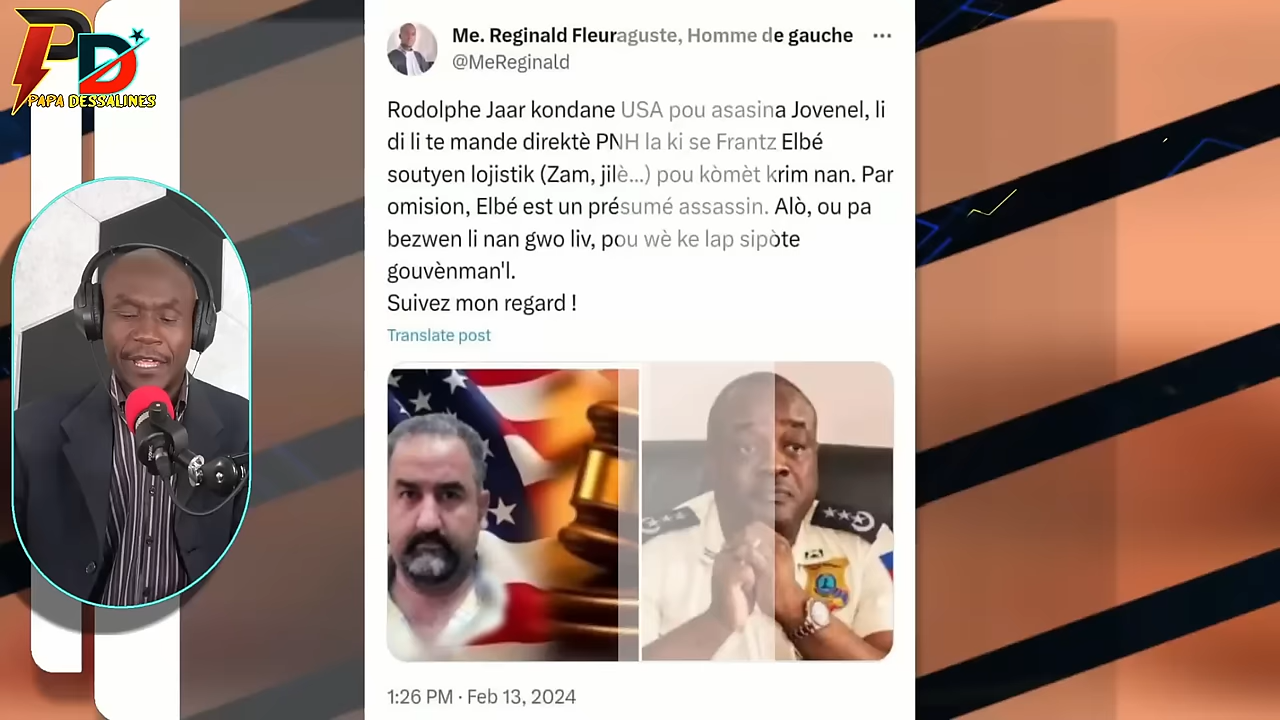 PD
PAPA DESSALINES
Me. Reginald Fleuraguste, Homme de gauche
@MeReginald
Rodolphe Jaar kondane USA pou asasina Jovenel, li
di li te mande direktè PNH la ki se Frantz Elbé
soutyen lojistik (Zam, jilè...) pou kòmèt krim nan. Par
omision, Elbé est un présumé assassin. Alò, ou pa
bezwen li nan gwo liv, pou wè ke lap sipòte
gouvènman'l.
Suivez mon regard !
Translate post
1:26 PM · Feb 13, 2024